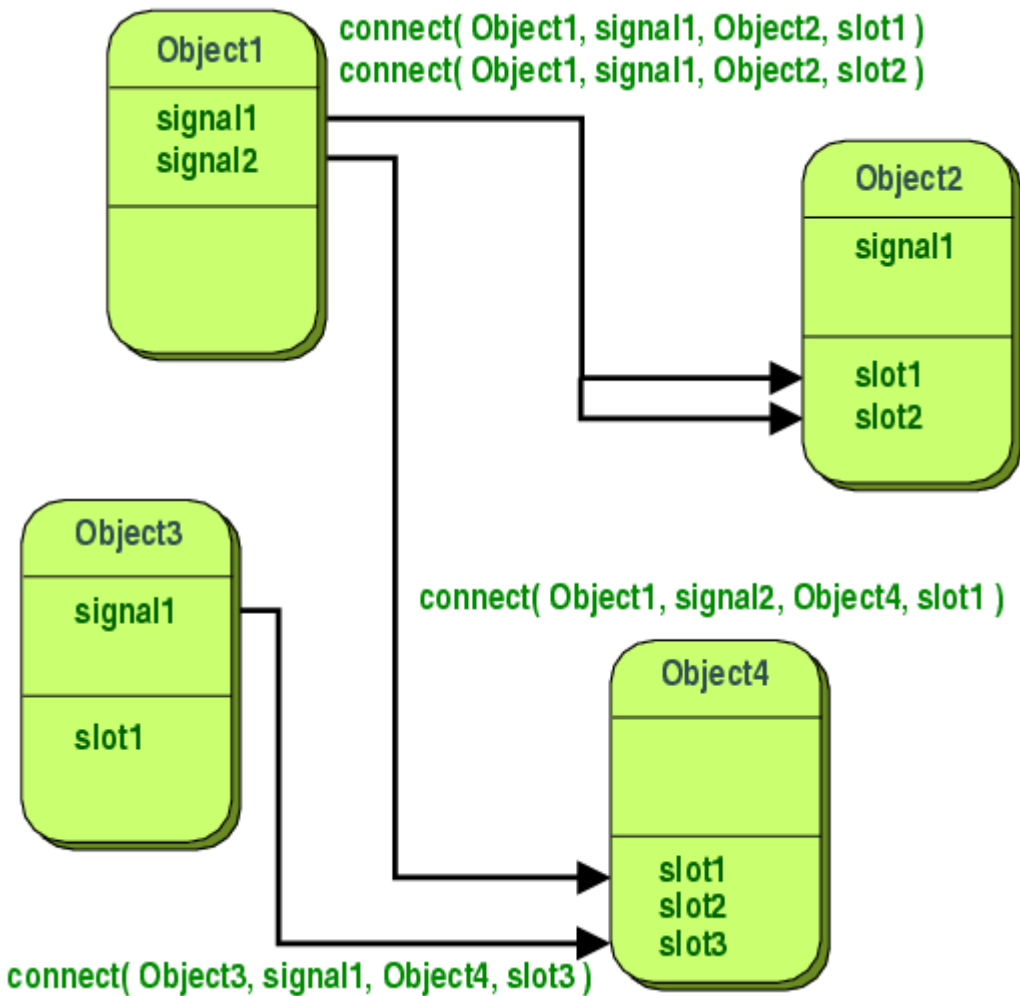 Object1
signal1
signal2
connect( Object1, signal1, Object2, slot1 )
connect( Object1, signal1, Object2, slot2 )
Object2
signal1
slot1
slot2
Object3
signal1
slot1
connect( Object1, signal2, Object4, slot1 )
Object4
slot1
slot2
slot3
connect( Object3, signal1, Object4, slot3 )